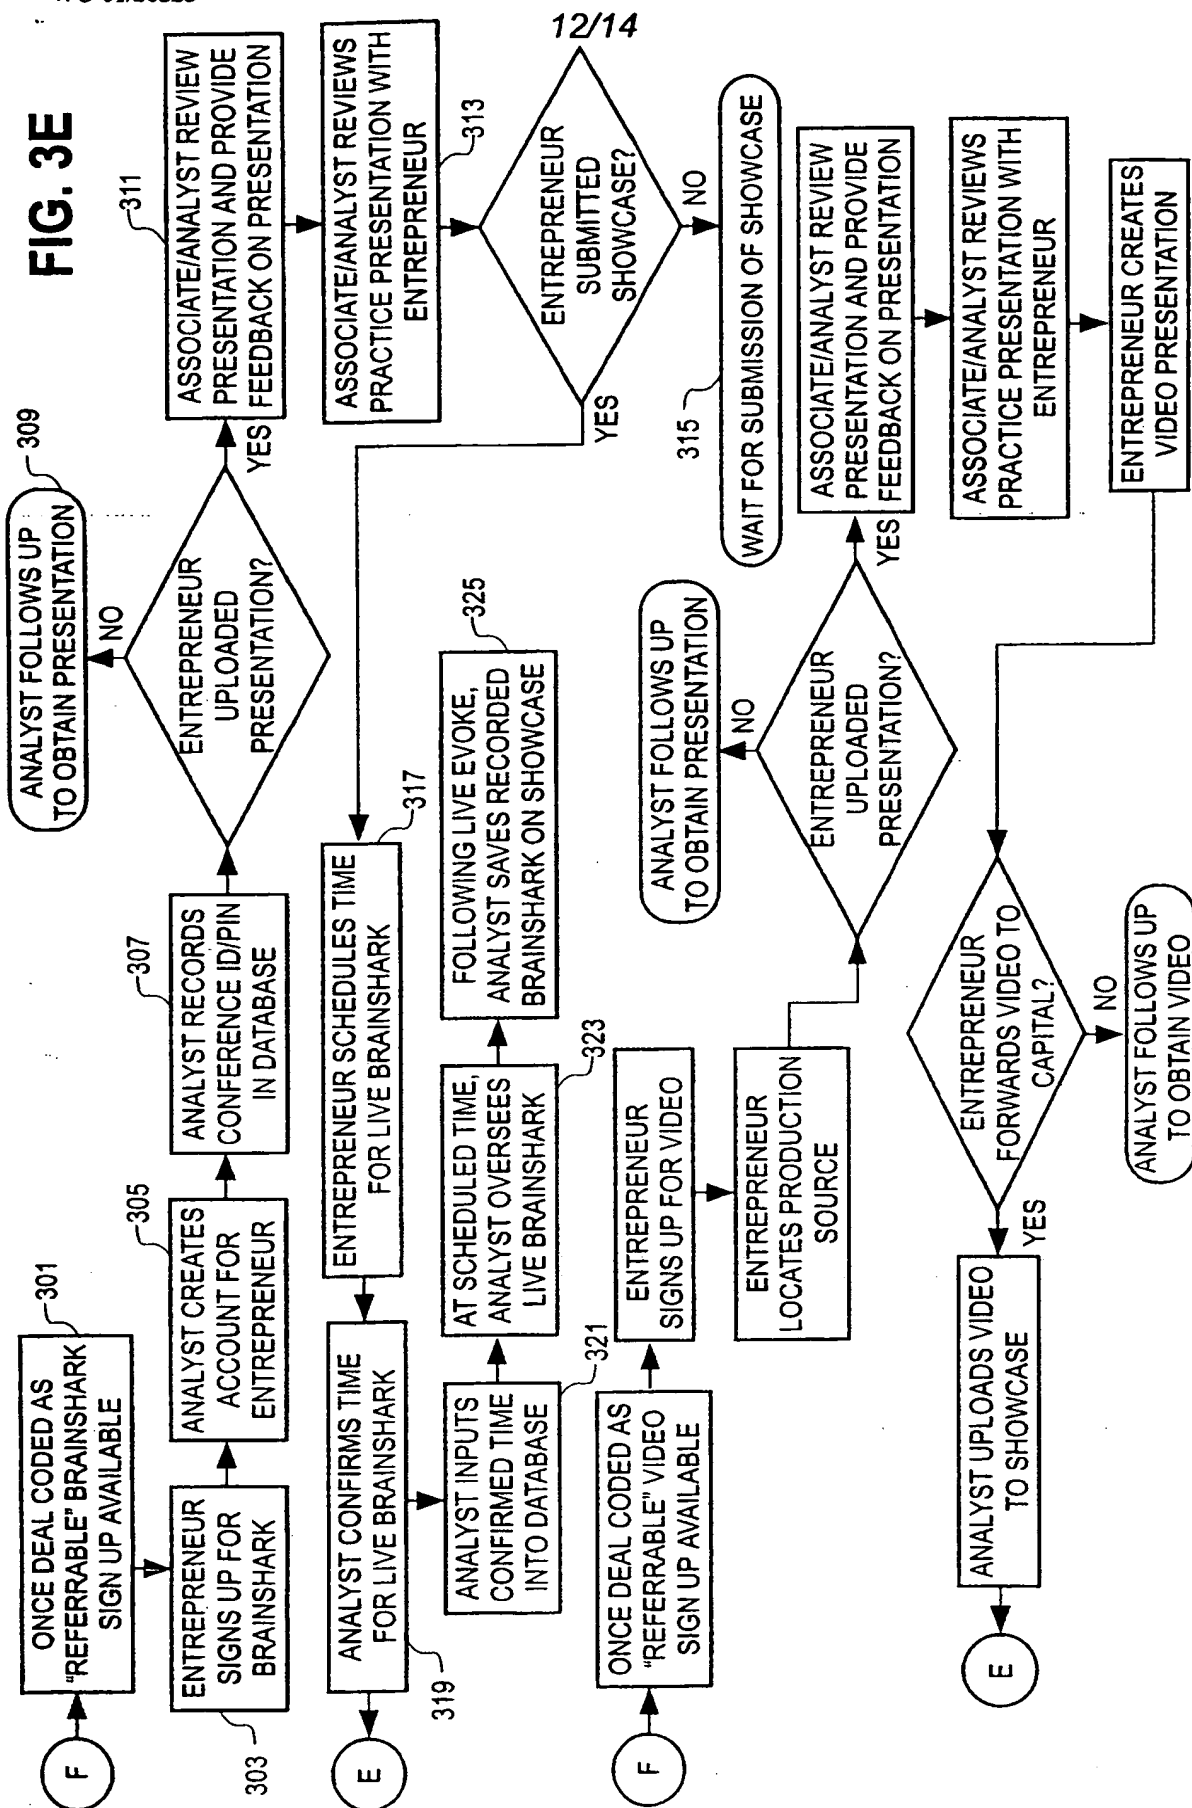 12/14
FIG. 3E
F
ONCE DEAL CODED AS
"REFERRABLE" BRAINSHARK
SIGN UP AVAILABLE
301
ENTREPRENEUR
SIGNS UP FOR
BRAINSHARK
303
ANALYST CREATES
ACCOUNT FOR
ENTREPRENEUR
305
ANALYST RECORDS
CONFERENCE ID/PIN
IN DATABASE
307
ENTREPRENEUR
UPLOADED
PRESENTATION?
NO
ANALYST FOLLOWS UP
TO OBTAIN PRESENTATION
309
YES
ASSOCIATE/ANALYST REVIEW
PRESENTATION AND PROVIDE
FEEDBACK ON PRESENTATION
311
ASSOCIATE/ANALYST REVIEWS
PRACTICE PRESENTATION WITH
ENTREPRENEUR
313
ENTREPRENEUR
SUBMITTED
SHOWCASE?
NO
WAIT FOR SUBMISSION OF SHOWCASE
315
YES
ENTREPRENEUR SCHEDULES TIME
FOR LIVE BRAINSHARK
317
ANALYST CONFIRMS TIME
FOR LIVE BRAINSHARK
319
E
ANALYST INPUTS
CONFIRMED TIME
INTO DATABASE
321
AT SCHEDULED TIME,
ANALYST OVERSEES
LIVE BRAINSHARK
323
FOLLOWING LIVE EVOKE,
ANALYST SAVES RECORDED
BRAINSHARK ON SHOWCASE
325
F
ONCE DEAL CODED AS
"REFERRABLE" VIDEO
SIGN UP AVAILABLE
ENTREPRENEUR
SIGNS UP FOR VIDEO
ENTREPRENEUR
LOCATES PRODUCTION
SOURCE
ENTREPRENEUR
UPLOADED
PRESENTATION?
NO
ANALYST FOLLOWS UP
TO OBTAIN PRESENTATION
YES
ASSOCIATE/ANALYST REVIEW
PRESENTATION AND PROVIDE
FEEDBACK ON PRESENTATION
ASSOCIATE/ANALYST REVIEWS
PRACTICE PRESENTATION WITH
ENTREPRENEUR
ENTREPRENEUR CREATES
VIDEO PRESENTATION
ENTREPRENEUR
FORWARDS VIDEO TO
CAPITAL?
NO
ANALYST FOLLOWS UP
TO OBTAIN VIDEO
YES
ANALYST UPLOADS VIDEO
TO SHOWCASE
E